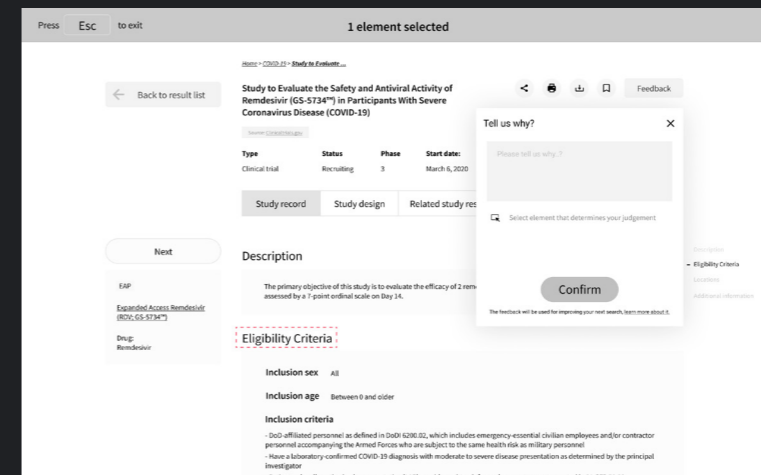 Press Esc to exit
1 element selected
Home > COVID-19 > Study to Evaluate ...
Back to result list
Study to Evaluate the Safety and Antiviral Activity of
Remdesivir (GS-5734™) in Participants With Severe
Coronavirus Disease (COVID-19)
Feedback
Source: Clinicaltrials.gov
Type Status Phase Start date:
Clinical trial Recruiting 3 March 6, 2020
Study record Study design Related study res
Tell us why?
Please tell us why..?
Select element that determines your judgement
Confirm
The feedback will be used for improving your next search, learn more about it.
Next
EAP
Expanded Access Remdesivir
(RDV; GS-5734™)
Drug:
Remdesivir
Description
The primary objective of this study is to evaluate the efficacy of 2 rem
assessed by a 7-point ordinal scale on Day 14.
Eligibility Criteria
Inclusion sex All
Inclusion age Between 0 and older
Inclusion criteria
- DoD-affiliated personnel as defined in DoDI 6200.02, which includes emergency-essential civilian employees and/or contractor
personnel accompanying the Armed Forces who are subject to the same health risk as military personnel
- Have a laboratory-confirmed COVID-19 diagnosis with moderate to severe disease presentation as determined by the principal
investigator
Description
Eligibility Criteria
Locations
Additional information